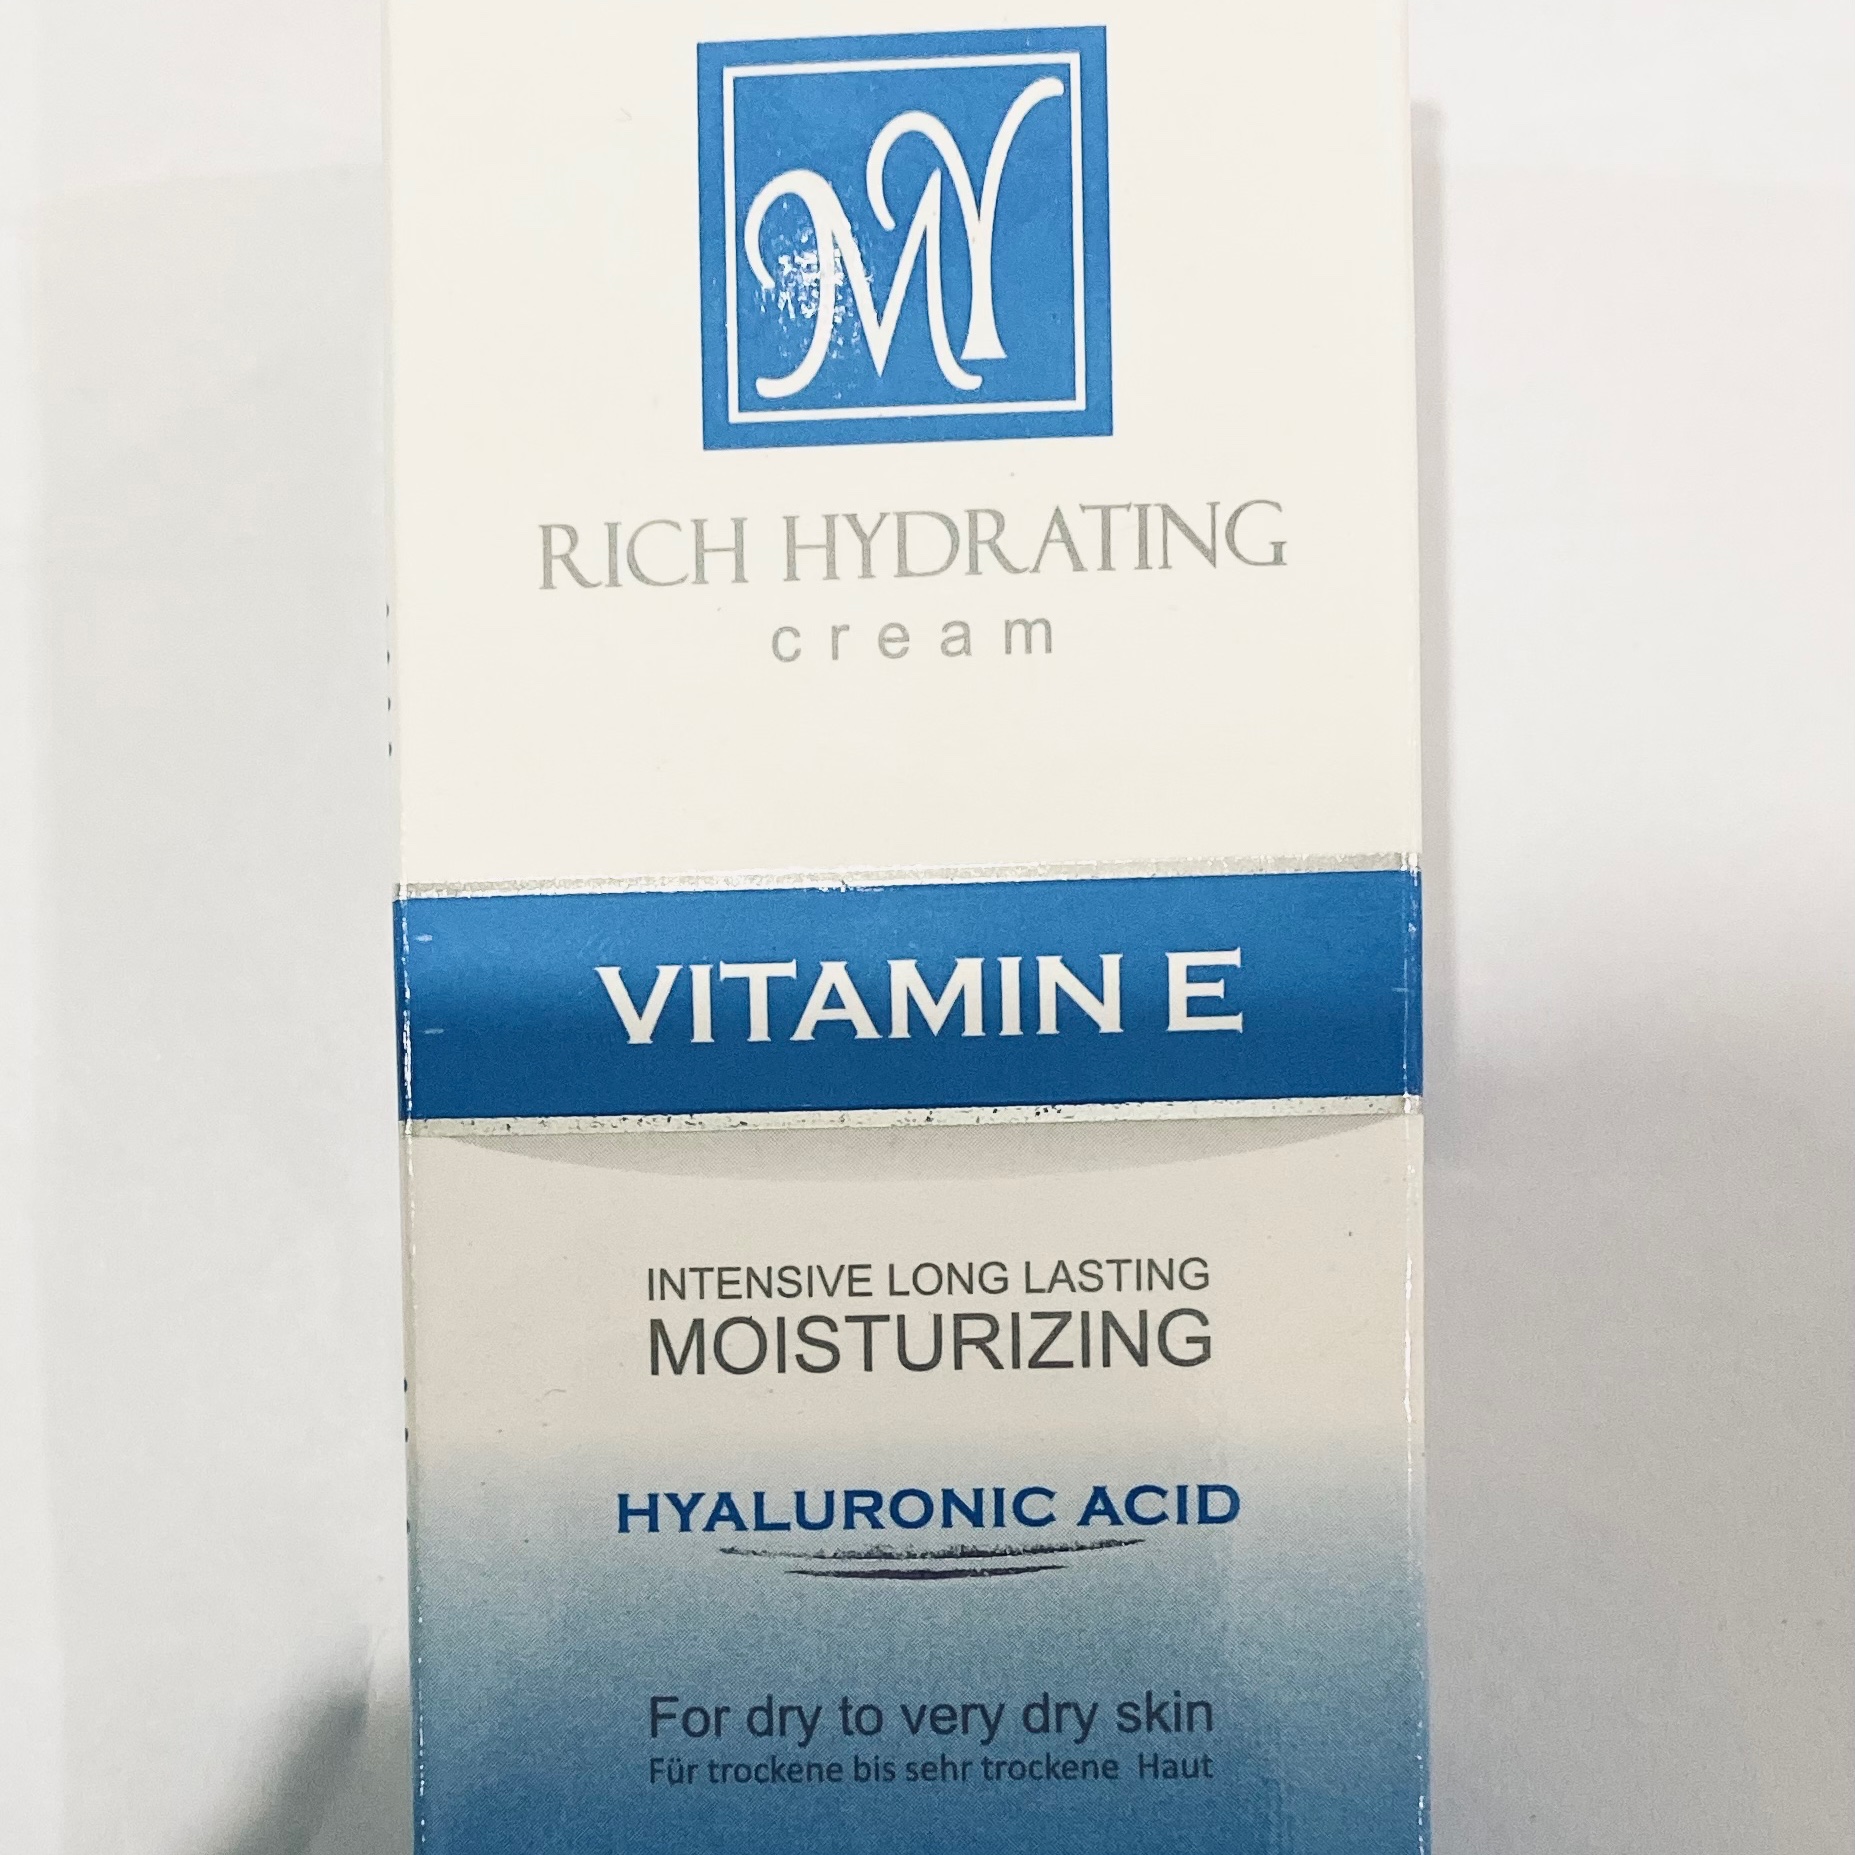 MY
RICH HYDRATING
cream
VITAMIN E
INTENSIVE LONG LASTING
MOISTURIZING
HYALURONIC ACID
For dry to very dry skin
Für trockene bis sehr trockene Haut